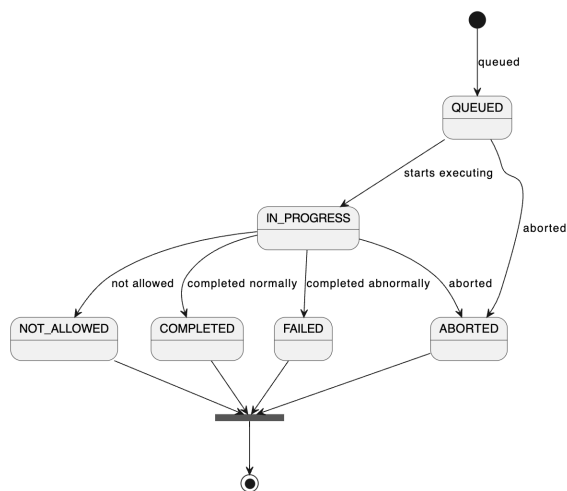 queued
QUEUED
starts executing
aborted
IN_PROGRESS
not allowed
completed normally
completed abnormally
aborted
NOT_ALLOWED
COMPLETED
FAILED
ABORTED